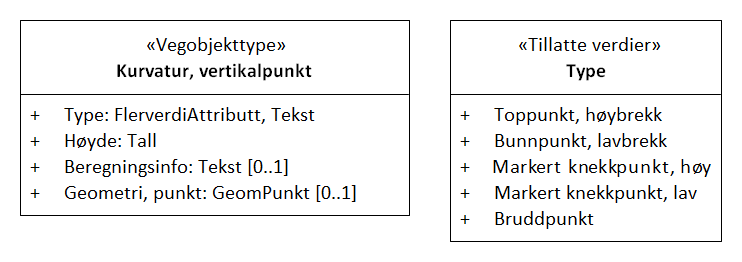 «Vegobjekttype»
Kurvatur, vertikalpunkt
+ Type: FlerverdiAttributt, Tekst
+ Høyde: Tall
+ Beregningsinfo: Tekst [0..1]
+ Geometri, punkt: GeomPunkt [0..1]
«Tillatte verdier»
Type
+ Toppunkt, høybrekk
+ Bunnpunkt, lavbrekk
+ Markert knekkpunkt, høy
+ Markert knekkpunkt, lav
+ Bruddpunkt